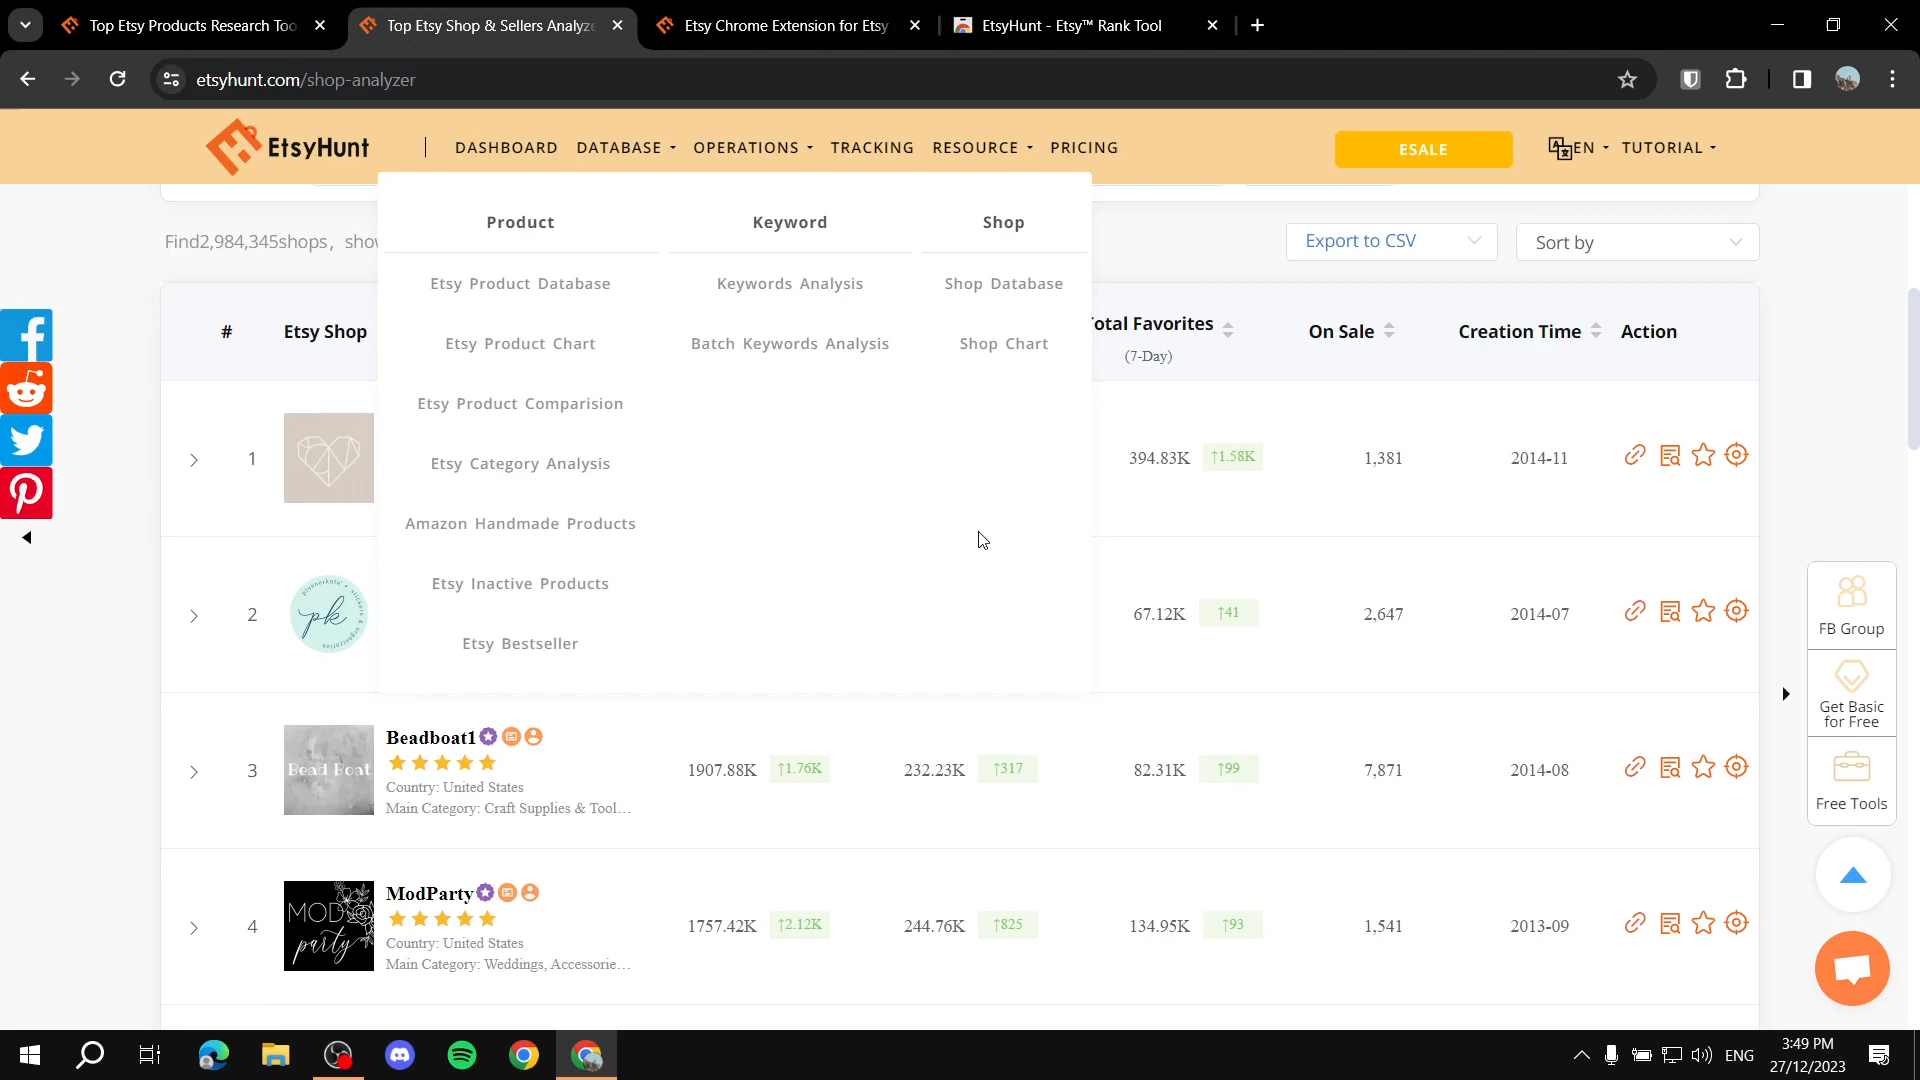 Top Etsy Products Research Too
Top Etsy Shop & Sellers Analyze
Etsy Chrome Extension for Etsy
EtsyHunt - Etsy™ Rank Tool
etsyhunt.com/shop-analyzer
EtsyHunt
DASHBOARD
DATABASE
OPERATIONS
TRACKING
RESOURCE
PRICING
ESALE
EN
TUTORIAL
Find2,984,345shops,
Export to CSV
Sort by
Product
Keyword
Shop
Etsy Product Database
Keywords Analysis
Shop Database
Etsy Product Chart
Batch Keywords Analysis
Shop Chart
Etsy Product Comparision
Etsy Category Analysis
Amazon Handmade Products
Etsy Inactive Products
Etsy Bestseller
#
Etsy Shop
otal Favorites
(7-Day)
On Sale
Creation Time
Action
1
394.83K
↑1.58K
1,381
2014-11
2
pk
67.12K
↑41
2,647
2014-07
3
Bead Boat
Beadboat1
Country: United States
Main Category: Craft Supplies & Tool...
1907.88K
↑1.76K
232.23K
↑317
82.31K
↑99
7,871
2014-08
4
MOD
party
ModParty
Country: United States
Main Category: Weddings, Accessorie...
1757.42K
↑2.12K
244.76K
↑825
134.95K
↑93
1,541
2013-09
FB Group
Get Basic
for Free
Free Tools
ENG
3:49 PM
27/12/2023